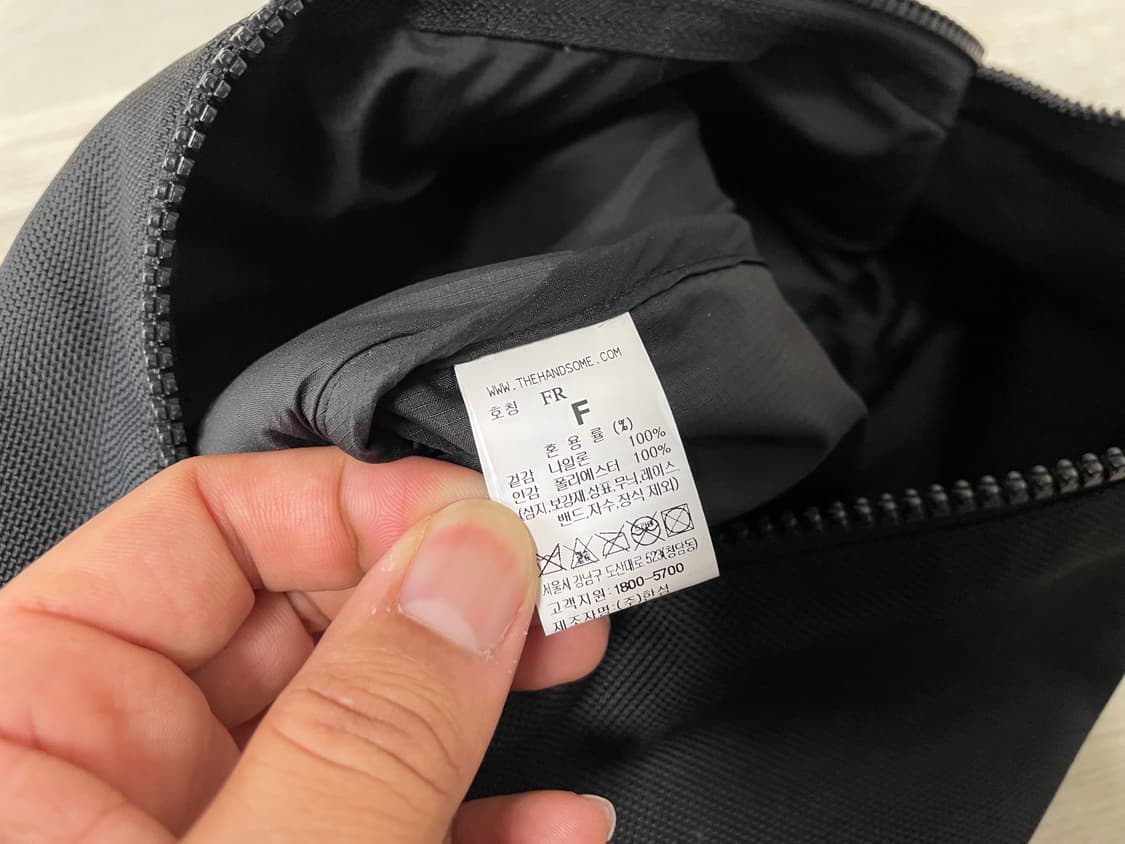 WWW.THEHANDSOME.COM
호칭 FR
F
혼 용 률 (%)
겉감 나일론 100%
안감 폴리에스터 100%
(심지,보강재,상표,무늬,레이스,
밴드,자수,장식 제외)
서울시 강남구 도산대로 523(청담동)
고객지원:1800-5700
제조자명:(주)한섬